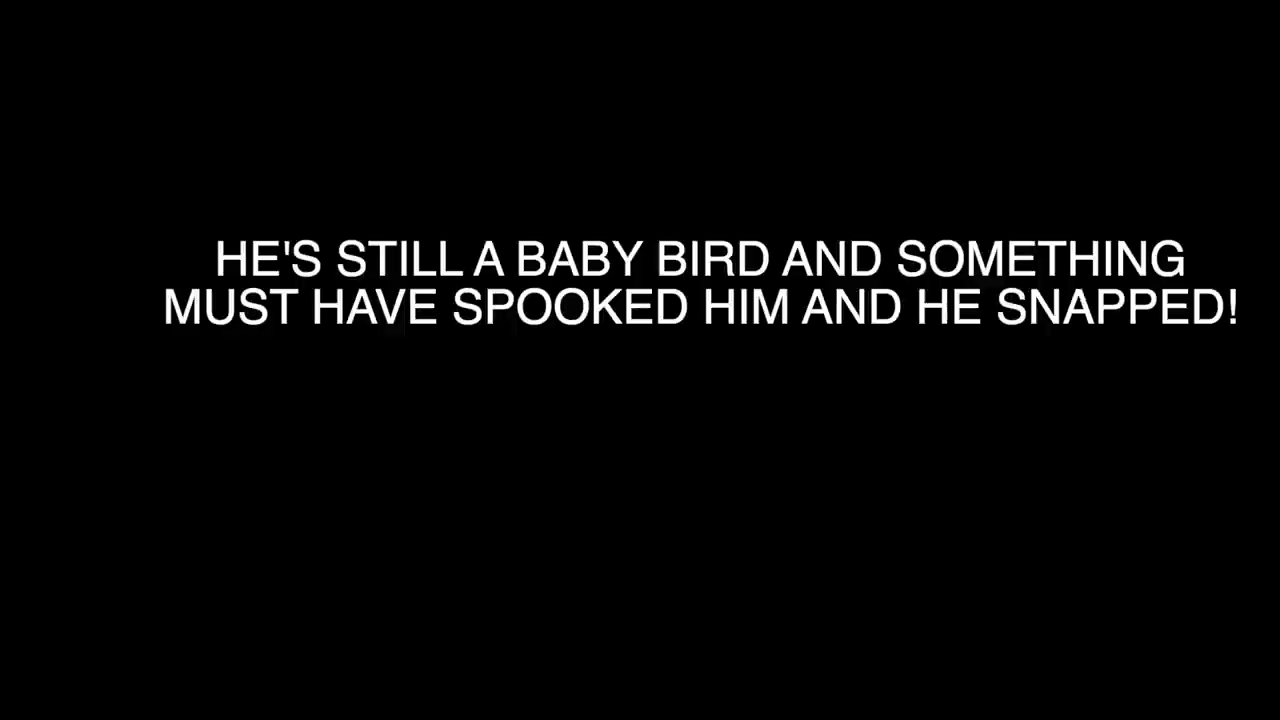 HE'S STILL A BABY BIRD AND SOMETHING
MUST HAVE SPOOKED HIM AND HE SNAPPED!